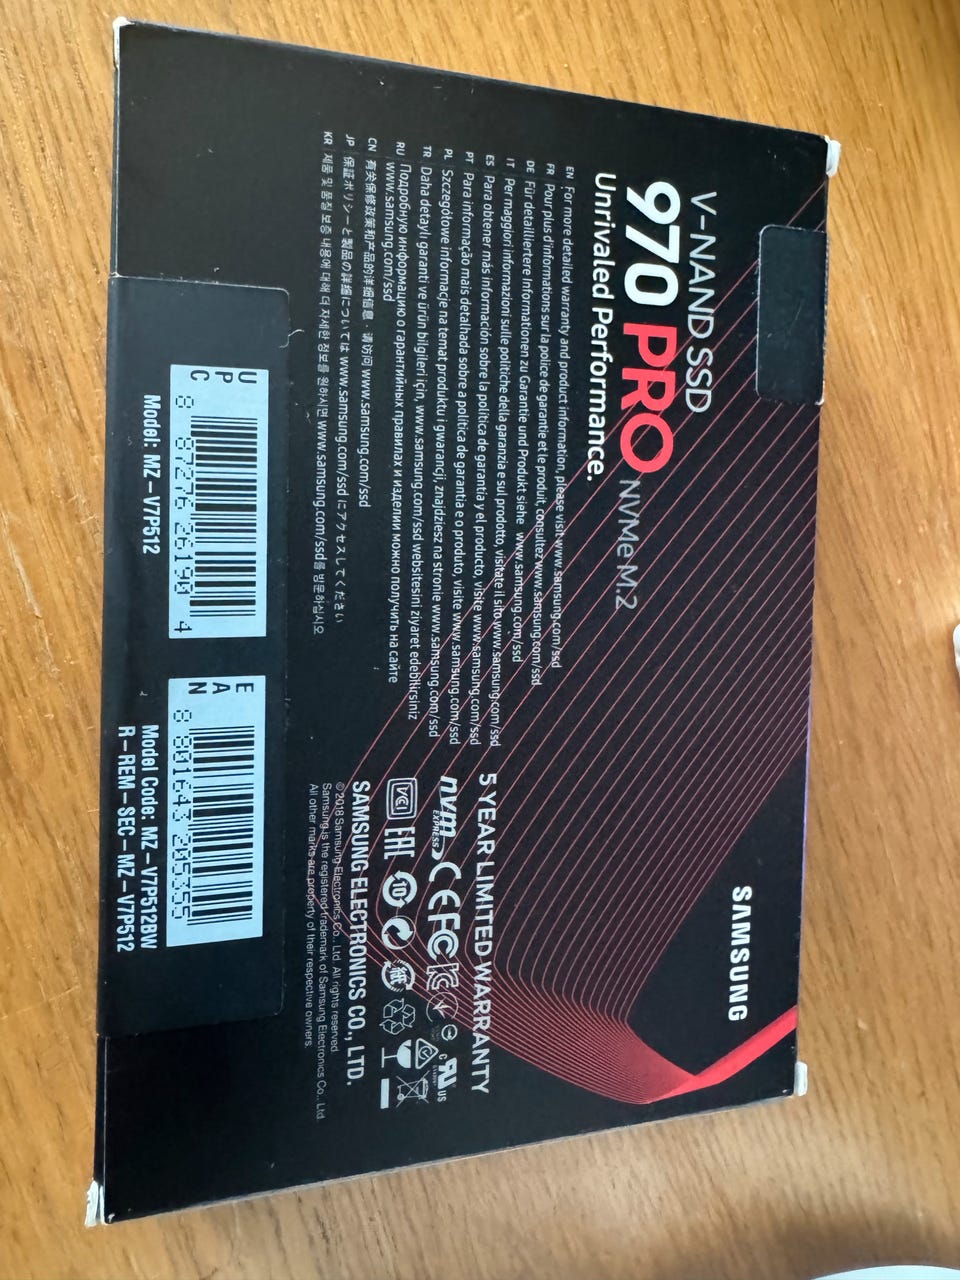 V-NAND SSD
970 PRO NVMe M.2
Unrivaled Performance.
SAMSUNG
EN For more detailed warranty and product information, please visit www.samsung.com/ssd
FR Pour plus d'informations sur la police de garantie et le produit, consultez www.samsung.com/ssd
DE Für detailliertere Informationen zu Garantie und Produkt siehe www.samsung.com/ssd
IT Per maggiori informazioni sulle politiche della garanzia e sul prodotto, visitate il sito www.samsung.com/ssd
ES Para obtener más información sobre la política de garantía y el producto, visite www.samsung.com/ssd
PT Para informação mais detalhada sobre a política de garantia e o produto, visite www.samsung.com/ssd
PL Szczegółowe informacje na temat produktu i gwarancji, znajdziesz na stronie www.samsung.com/ssd
TR Daha detaylı garanti ve ürün bilgileri için, www.samsung.com/ssd websitesini ziyaret edebilirsiniz
RU Подробную информацию о гарантийных правилах и изделии можно получить на сайте
www.samsung.com/ssd
CN 有关保修政策和产品的详细信息，请访问 www.samsung.com/ssd
JP 保証ポリシーと製品の詳細については www.samsung.com/ssd にアクセスしてください
KR 제품 및 품질 보증 내용에 대해 더 자세한 정보를 원하시면 www.samsung.com/ssd를 방문하십시오
5 YEAR LIMITED WARRANTY
nvm EXPRESS CE FC c UL US
VCI EAC 10 紙
SAMSUNG ELECTRONICS CO., LTD.
©2018 Samsung Electronics Co., Ltd. All rights reserved.
Samsung is the registered trademark of Samsung Electronics Co., Ltd.
All other marks are property of their respective owners.
UPC
8 87276 26190 4
Model: MZ-V7P512
EAN
8 801643 205355
Model Code: MZ-V7P512BW
R-REM-SEC-MZ-V7P512